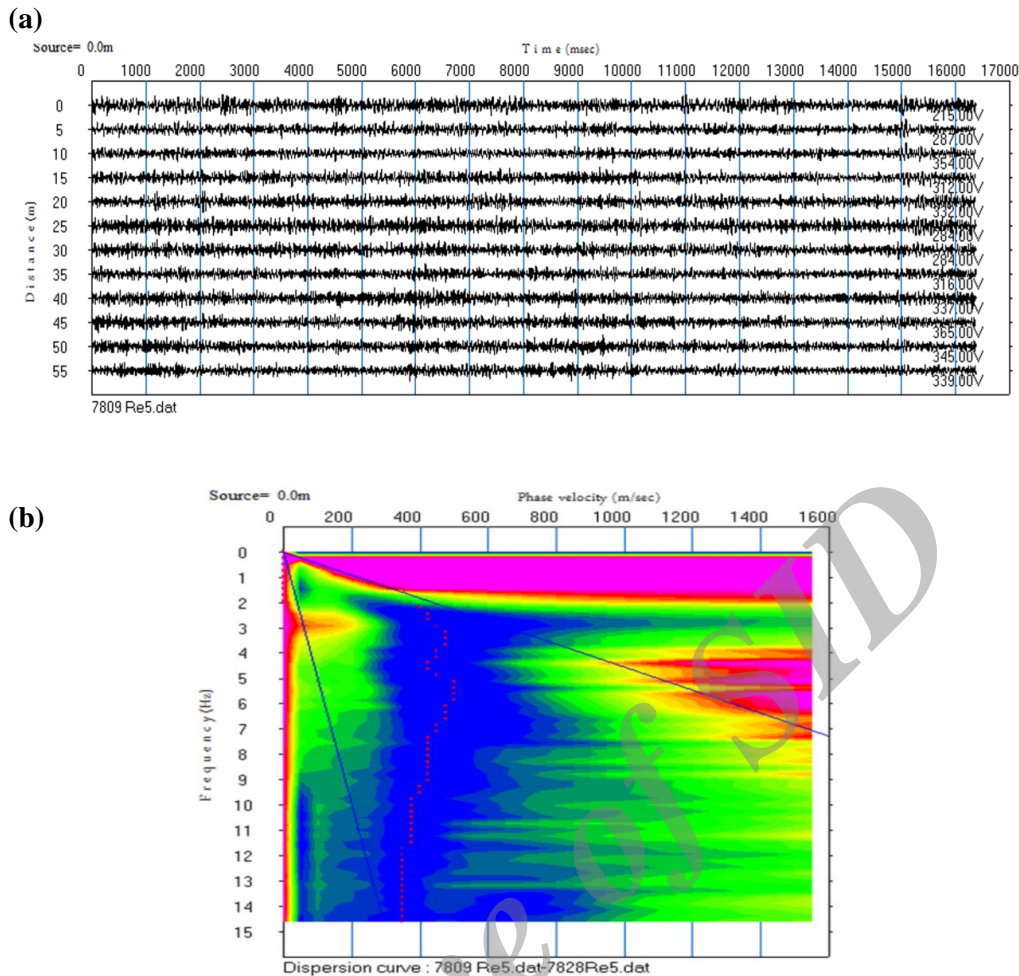 (a)
Source= 0.0m
Time (msec)
0 1000 2000 3000 4000 5000 6000 7000 8000 9000 10000 11000 12000 13000 14000 15000 16000 17000
Distance (m)
0
215.00V
5
287.00V
10
354.00V
15
312.00V
20
332.00V
25
284.00V
30
284.00V
35
316.00V
40
337.00V
45
365.00V
50
345.00V
55
339.00V
7809 Re5.dat
(b)
Source= 0.0m
Phase velocity (m/sec)
0 200 400 600 800 1000 1200 1400 1600
Frequency (Hz)
0
1
2
3
4
5
6
7
8
9
10
11
12
13
14
15
Dispersion curve : 7809 Re5.dat-7828Re5.dat
e of SID